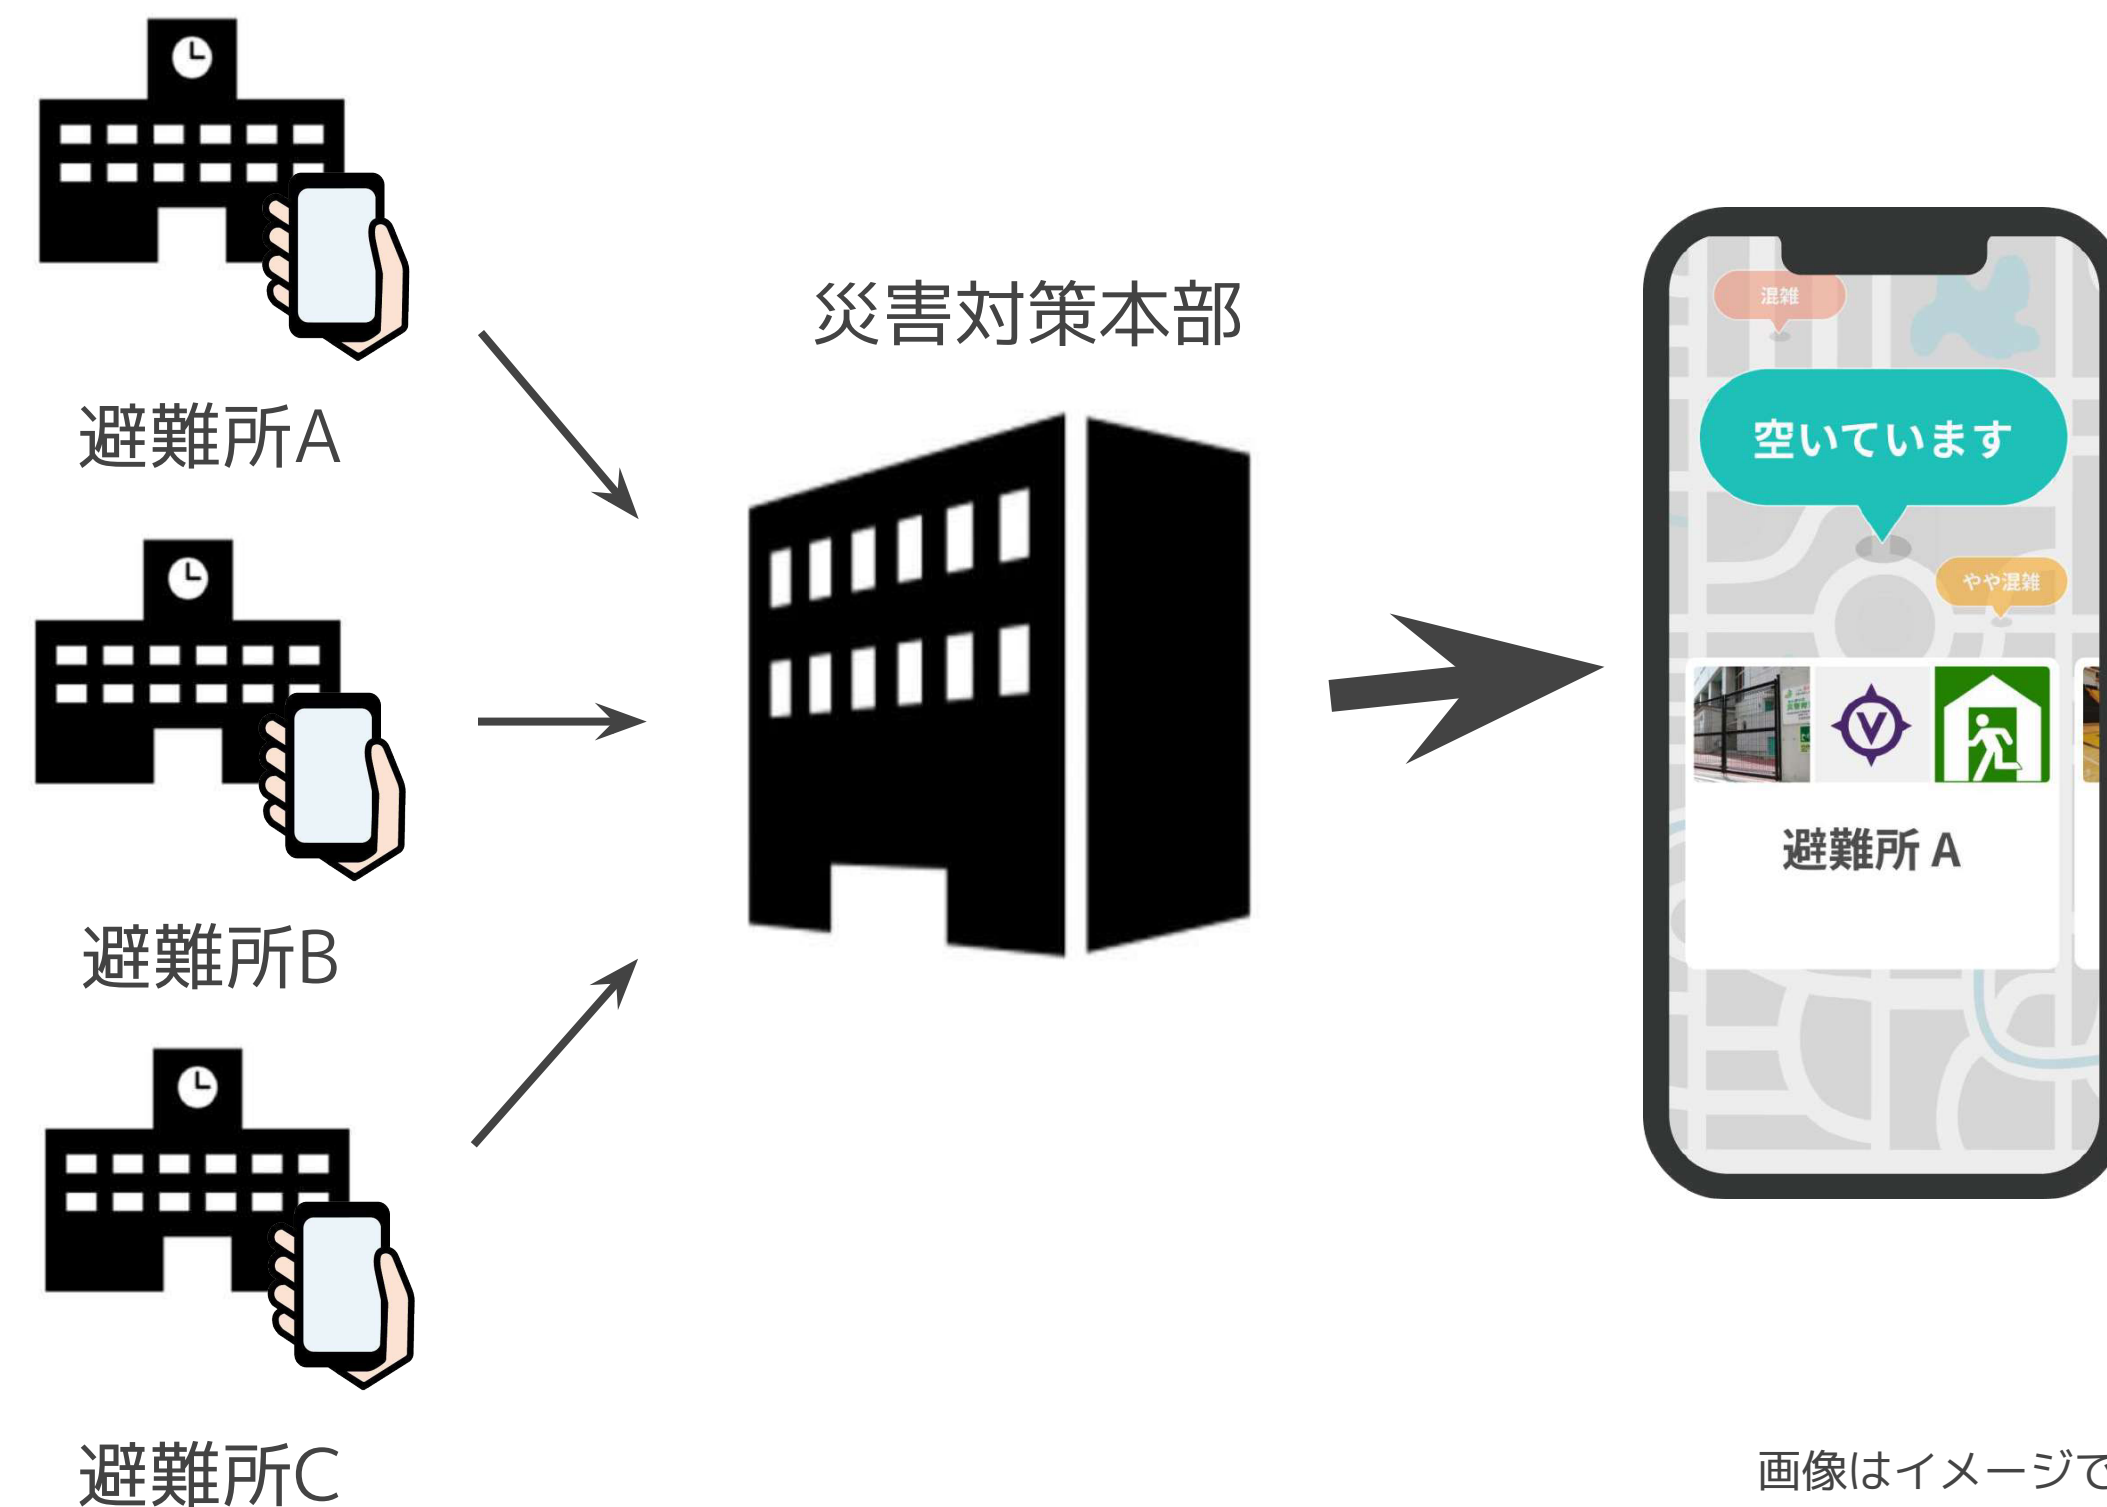 避難所A
避難所B
避難所C
災害対策本部
混雑
空いています
やや混雑
V
避難所 A
画像はイメージで